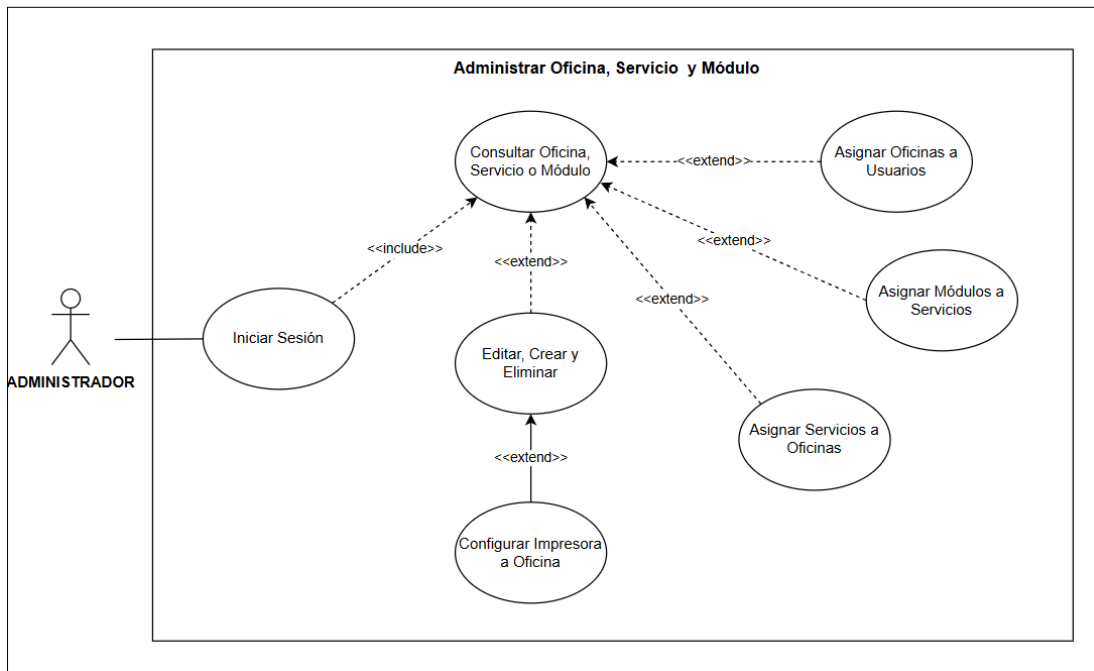 Administrar Oficina, Servicio y Módulo
Consultar Oficina,
Servicio o Módulo
<<extend>>
Asignar Oficinas a
Usuarios
<<include>>
<<extend>>
<<extend>>
<<extend>>
Asignar Módulos a
Servicios
Iniciar Sesión
ADMINISTRADOR
Editar, Crear y
Eliminar
Asignar Servicios a
Oficinas
<<extend>>
Configurar Impresora
a Oficina